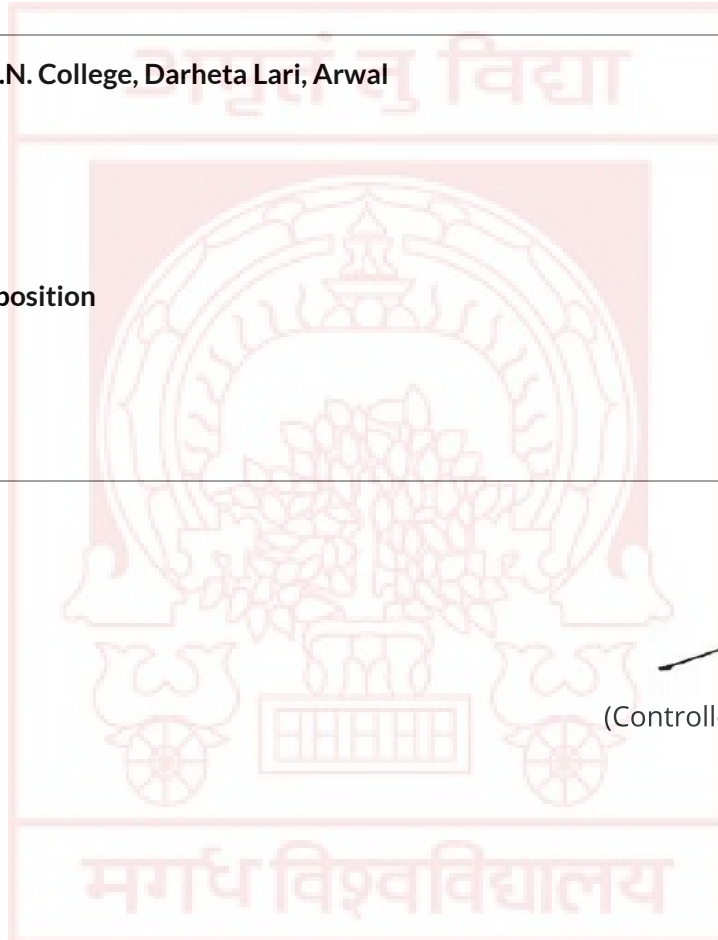 अमृतं तु विद्या
.N. College, Darheta Lari, Arwal
position
(Controll
मगध विश्वविद्यालय